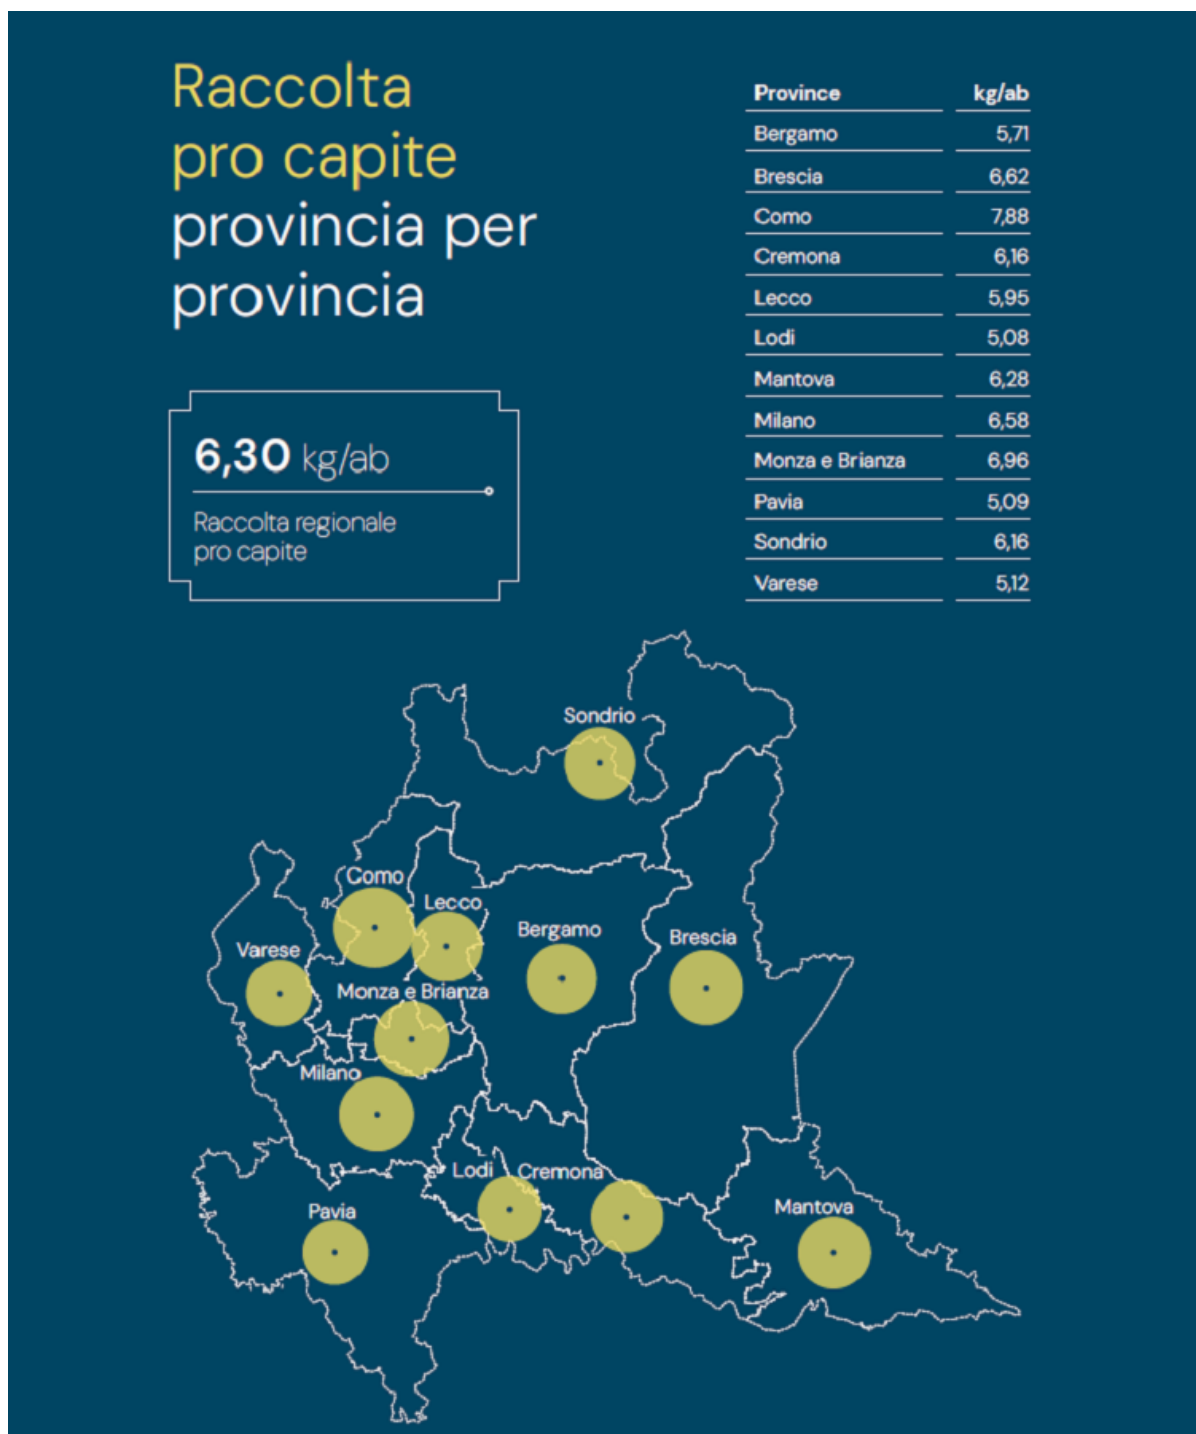 Raccolta
pro capite
provincia per
provincia
6,30 kg/ab
Raccolta regionale
pro capite
Province kg/ab
Bergamo 5,71
Brescia 6,62
Como 7,88
Cremona 6,16
Lecco 5,95
Lodi 5,08
Mantova 6,28
Milano 6,58
Monza e Brianza 6,96
Pavia 5,09
Sondrio 6,16
Varese 5,12
Sondrio
Como
Lecco
Bergamo
Brescia
Varese
Monza e Brianza
Milano
Lodi
Cremona
Pavia
Mantova